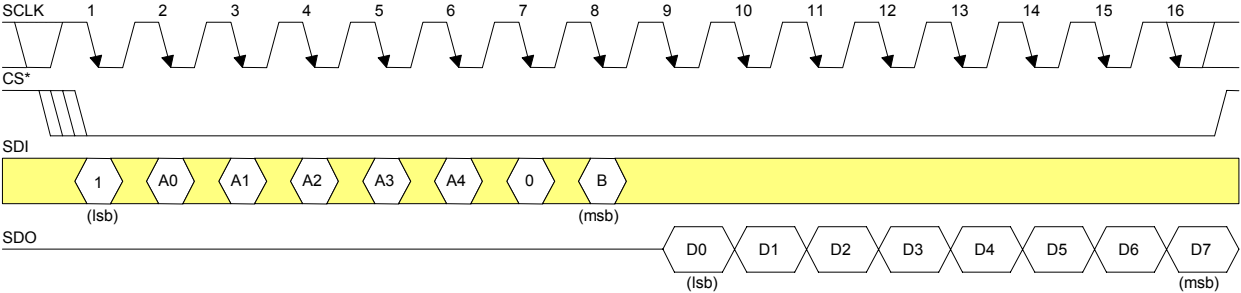 SCLK 1 2 3 4 5 6 7 8 9 10 11 12 13 14 15 16
CS*
SDI
1 A0 A1 A2 A3 A4 0 B
(lsb) (msb)
SDO
D0 D1 D2 D3 D4 D5 D6 D7
(lsb) (msb)